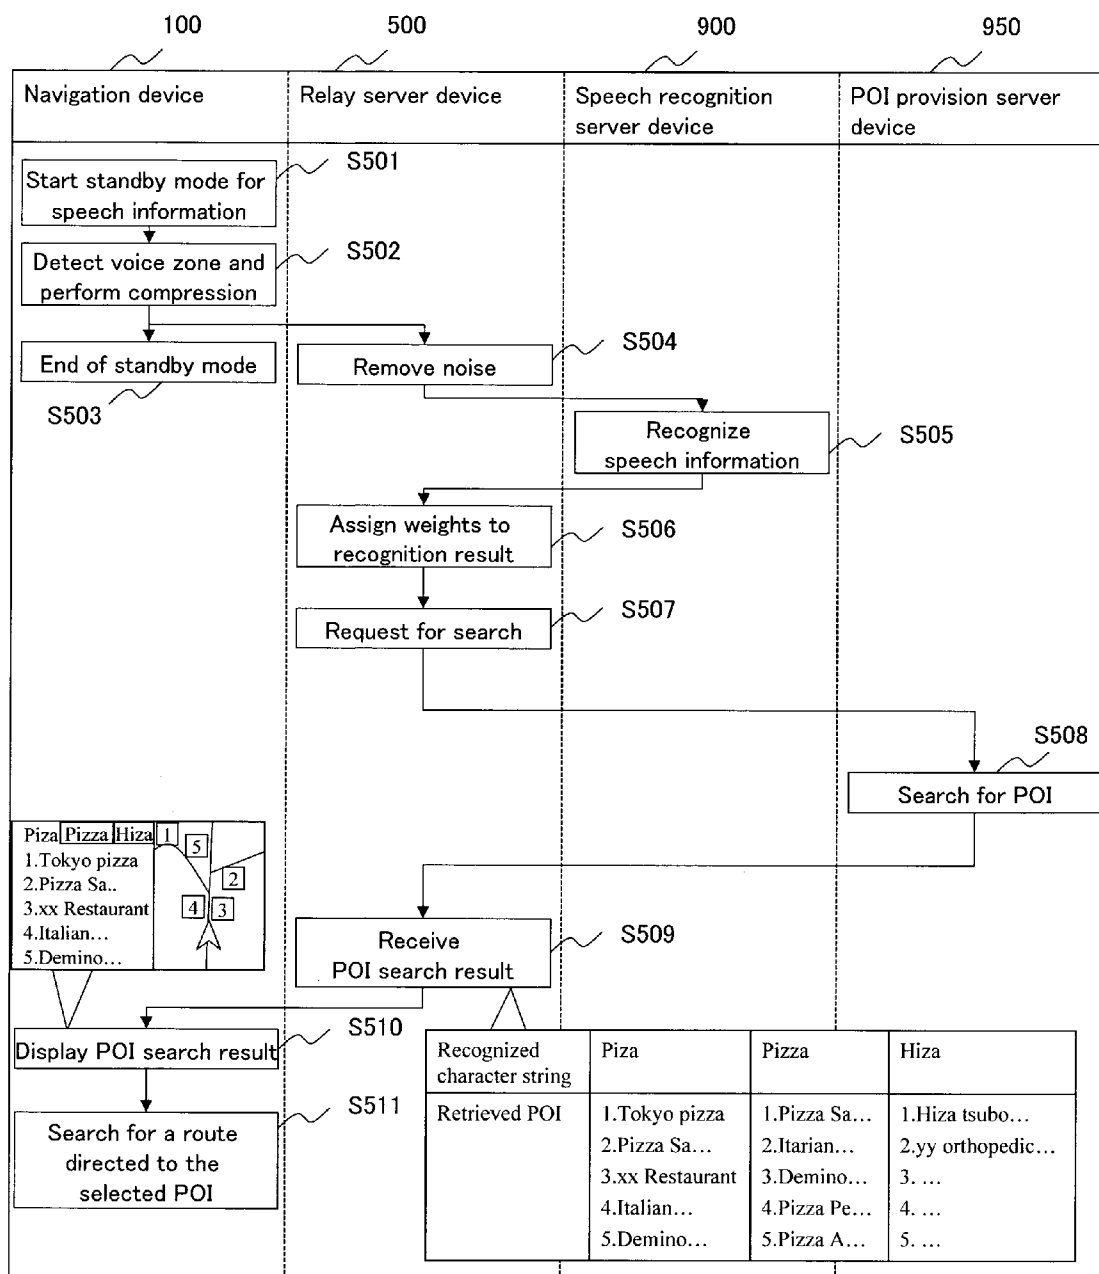 100
500
900
950
Navigation device
Relay server device
Speech recognition
server device
POI provision server
device
S501
Start standby mode for
speech information
S502
Detect voice zone and
perform compression
End of standby mode
S503
S504
Remove noise
S505
Recognize
speech information
S506
Assign weights to
recognition result
S507
Request for search
S508
Search for POI
Piza Pizza Hiza
1.Tokyo pizza
2.Pizza Sa..
3.xx Restaurant
4.Italian...
5.Demino...
1
5
2
4
3
S509
Receive
POI search result
S510
Display POI search result
S511
Search for a route
directed to the
selected POI
Recognized
character string
Piza
Pizza
Hiza
Retrieved POI
1.Tokyo pizza
2.Pizza Sa...
3.xx Restaurant
4.Italian...
5.Demino...
1.Pizza Sa...
2.Itarian...
3.Demino...
4.Pizza Pe...
5.Pizza A...
1.Hiza tsubo...
2.yy orthopedic...
3. ...
4. ...
5. ...